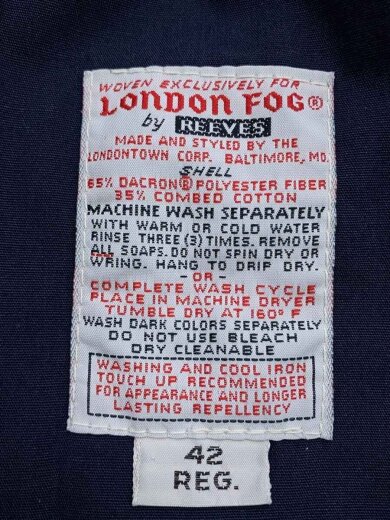 WOVEN EXCLUSIVELY FOR
LONDON FOG®
by REEVES
MADE AND STYLED BY THE
LONDONTOWN CORP. BALTIMORE, MD.
SHELL
65% DACRON® POLYESTER FIBER
35% COMBED COTTON
MACHINE WASH SEPARATELY
WITH WARM OR COLD WATER
RINSE THREE (3) TIMES. REMOVE
ALL SOAPS. DO NOT SPIN DRY OR
WRING. HANG TO DRIP DRY.
-OR-
COMPLETE WASH CYCLE
PLACE IN MACHINE DRYER
TUMBLE DRY AT 160° F
WASH DARK COLORS SEPARATELY
DO NOT USE BLEACH
DRY CLEANABLE
WASHING AND COOL IRON
TOUCH UP RECOMMENDED
FOR APPEARANCE AND LONGER
LASTING REPELLENCY
42
REG.